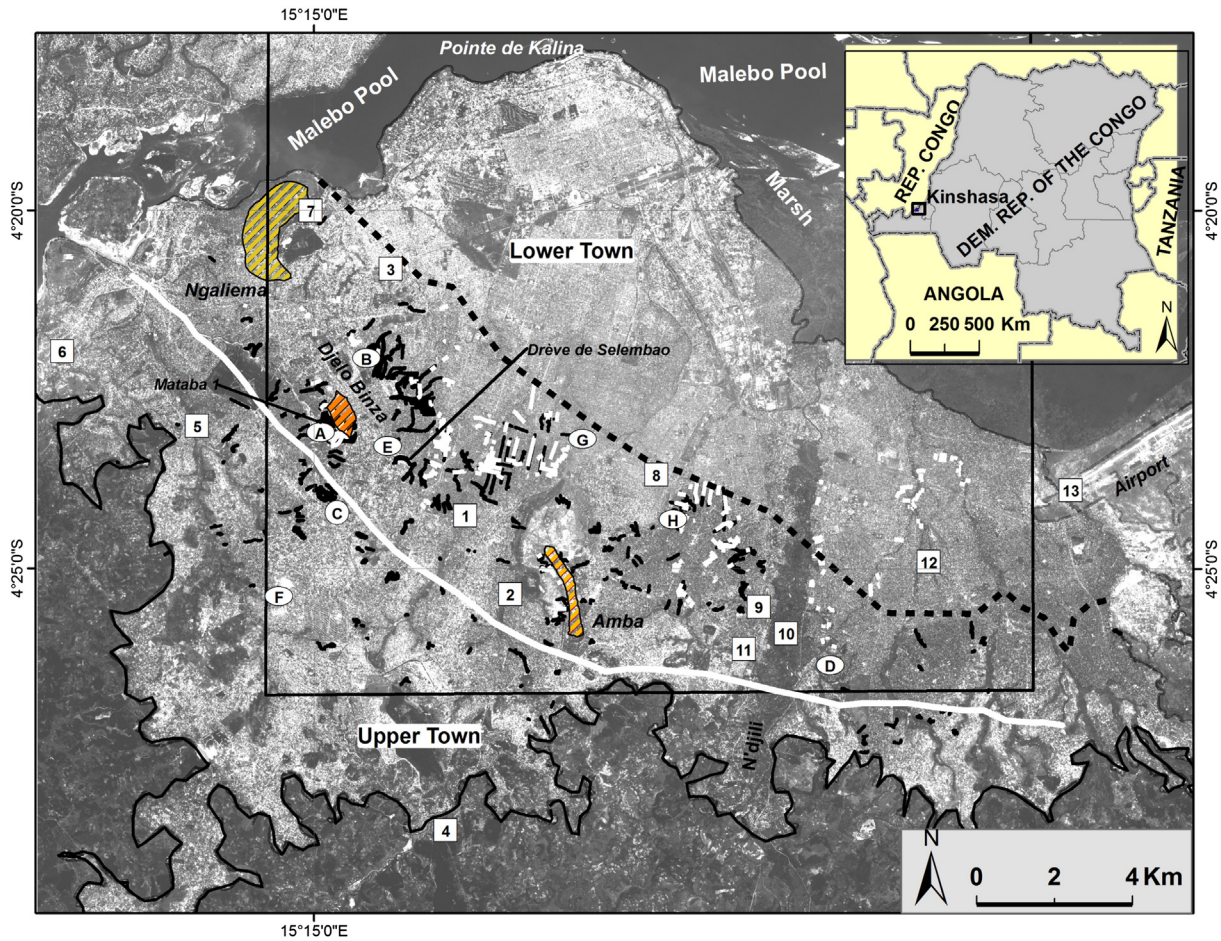 15°15'0"E
Pointe de Kalina
Malebo Pool
Malebo Pool
Marsh
REP. CONGO
DEM. REP. OF THE CONGO
Kinshasa
TANZANIA
ANGOLA
0 250 500 Km
N
4°20'0"S
4°20'0"S
7
Lower Town
3
Ngaliema
6
B
Djelo Binza
Drève de Selembao
Mataba 1
5
A
E
G
8
13
Airport
C
1
H
4°25'0"S
4°25'0"S
12
F
2
9
Amba
10
11
D
Upper Town
N'djili
4
N
0 2 4 Km
15°15'0"E